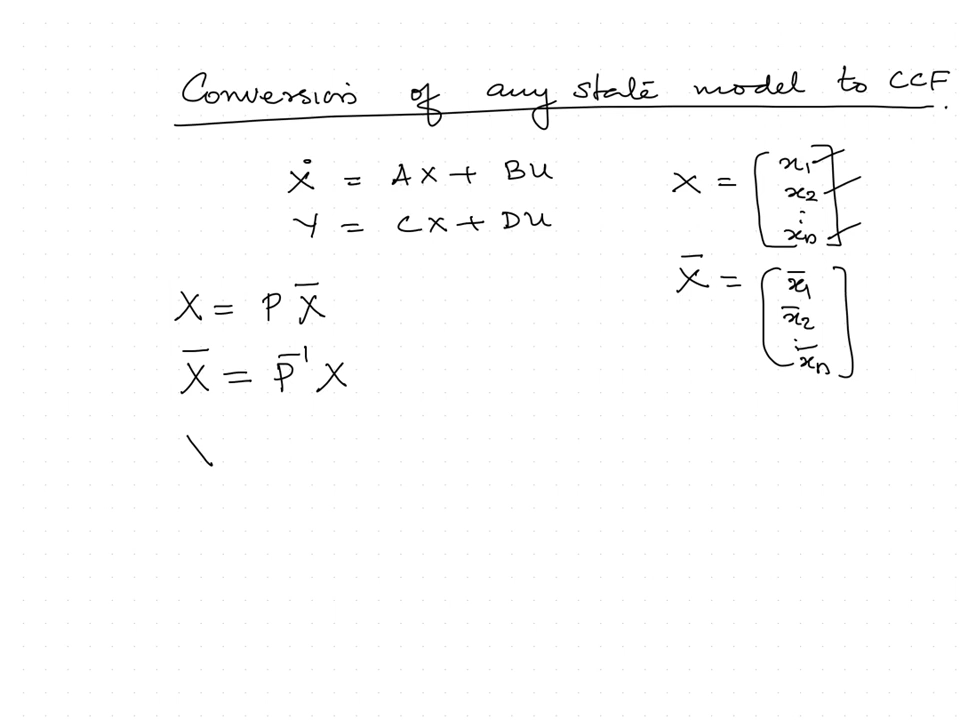 Conversion of any state model to CCF.
Ẋ = AX + BU
Y = CX + DU
X = [x₁ x₂ ⋮ xₙ]
X̄ = [x̄₁ x̄₂ ⋮ x̄ₙ]
X = P X̄
X̄ = P⁻¹ X
\